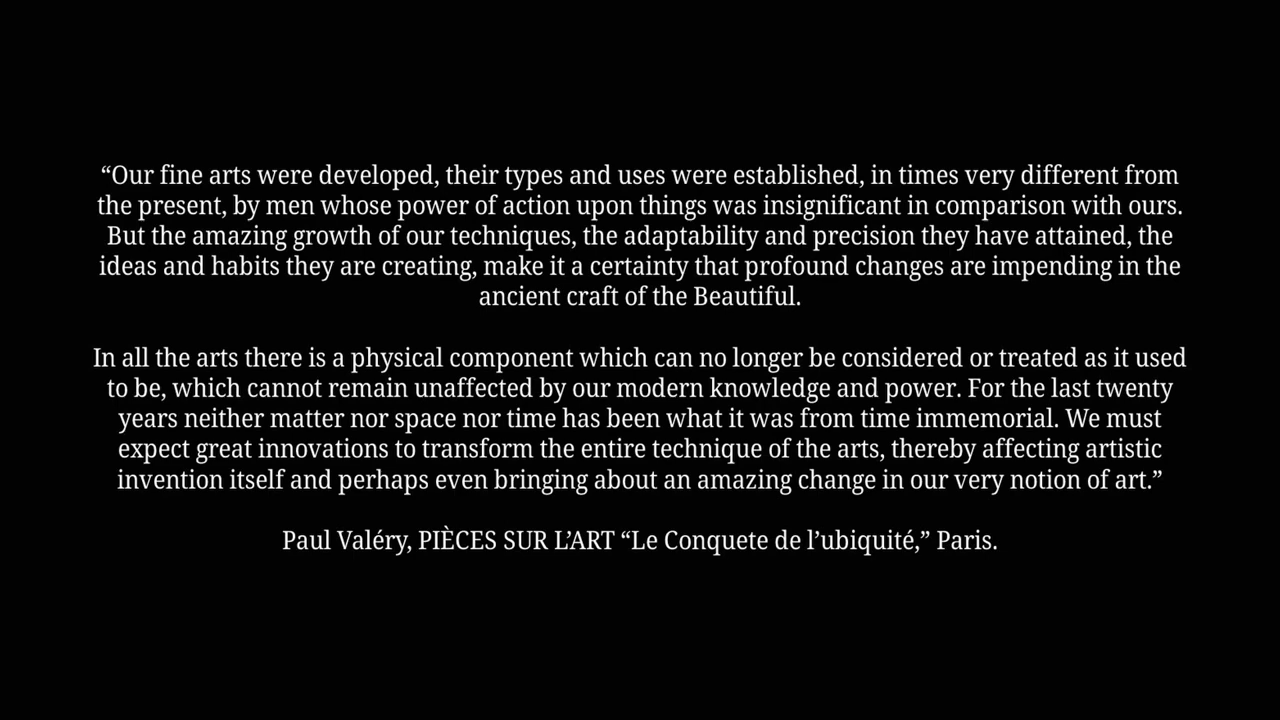 “Our fine arts were developed, their types and uses were established, in times very different from
the present, by men whose power of action upon things was insignificant in comparison with ours.
But the amazing growth of our techniques, the adaptability and precision they have attained, the
ideas and habits they are creating, make it a certainty that profound changes are impending in the
ancient craft of the Beautiful.
In all the arts there is a physical component which can no longer be considered or treated as it used
to be, which cannot remain unaffected by our modern knowledge and power. For the last twenty
years neither matter nor space nor time has been what it was from time immemorial. We must
expect great innovations to transform the entire technique of the arts, thereby affecting artistic
invention itself and perhaps even bringing about an amazing change in our very notion of art.”
Paul Valéry, PIÈCES SUR L’ART “Le Conquete de l’ubiquité,” Paris.